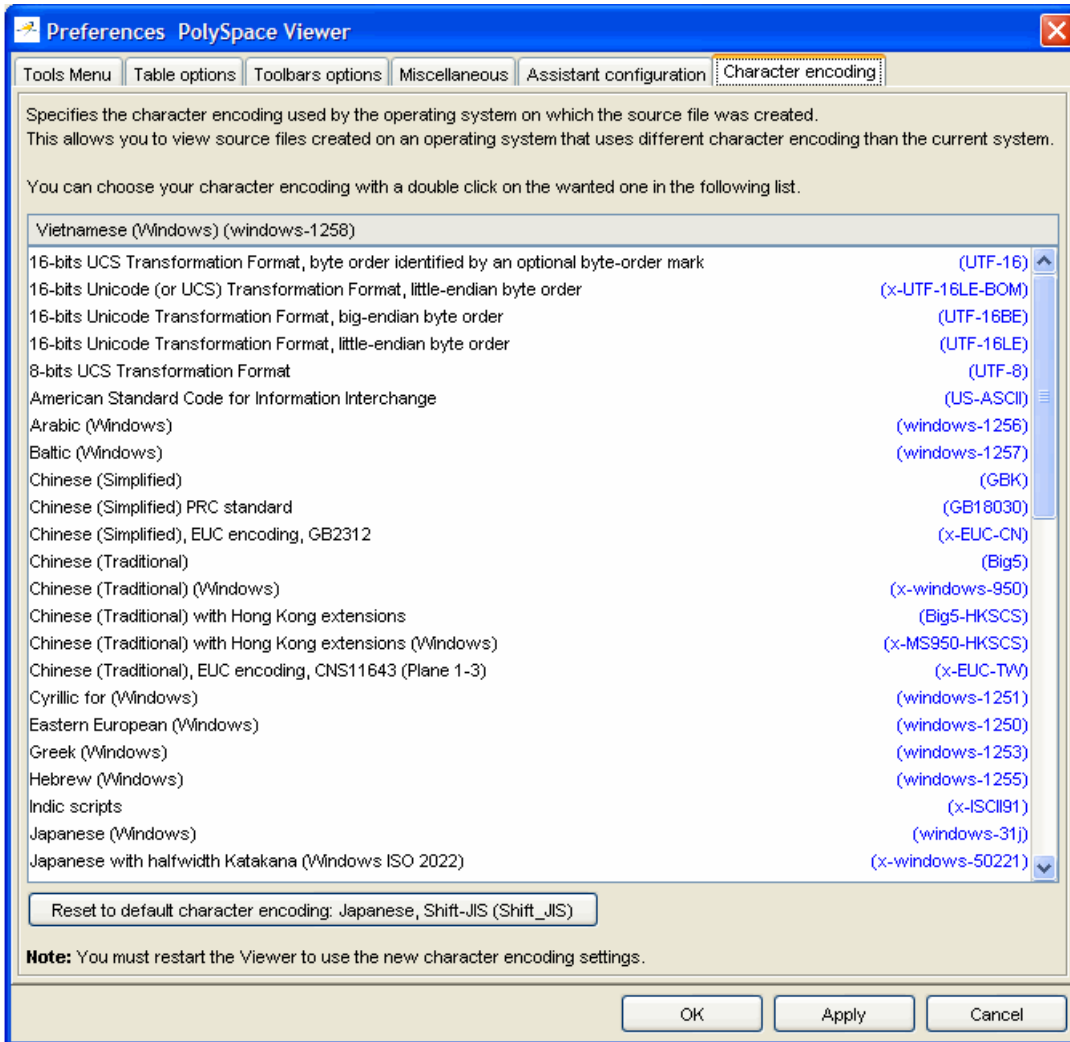 Preferences PolySpace Viewer
Tools Menu Table options Toolbars options Miscellaneous Assistant configuration Character encoding
Specifies the character encoding used by the operating system on which the source file was created.
This allows you to view source files created on an operating system that uses different character encoding than the current system.
You can choose your character encoding with a double click on the wanted one in the following list.
Vietnamese (Windows) (windows-1258)
16-bits UCS Transformation Format, byte order identified by an optional byte-order mark (UTF-16)
16-bits Unicode (or UCS) Transformation Format, little-endian byte order (x-UTF-16LE-BOM)
16-bits Unicode Transformation Format, big-endian byte order (UTF-16BE)
16-bits Unicode Transformation Format, little-endian byte order (UTF-16LE)
8-bits UCS Transformation Format (UTF-8)
American Standard Code for Information Interchange (US-ASCII)
Arabic (Windows) (windows-1256)
Baltic (Windows) (windows-1257)
Chinese (Simplified) (GBK)
Chinese (Simplified) PRC standard (GB18030)
Chinese (Simplified), EUC encoding, GB2312 (x-EUC-CN)
Chinese (Traditional) (Big5)
Chinese (Traditional) (Windows) (x-windows-950)
Chinese (Traditional) with Hong Kong extensions (Big5-HKSCS)
Chinese (Traditional) with Hong Kong extensions (Windows) (x-MS950-HKSCS)
Chinese (Traditional), EUC encoding, CNS11643 (Plane 1-3) (x-EUC-TW)
Cyrillic for (Windows) (windows-1251)
Eastern European (Windows) (windows-1250)
Greek (Windows) (windows-1253)
Hebrew (Windows) (windows-1255)
Indic scripts (x-ISCII91)
Japanese (Windows) (windows-31j)
Japanese with halfwidth Katakana (Windows ISO 2022) (x-windows-50221)
Reset to default character encoding: Japanese, Shift-JIS (Shift_JIS)
Note: You must restart the Viewer to use the new character encoding settings.
OK Apply Cancel